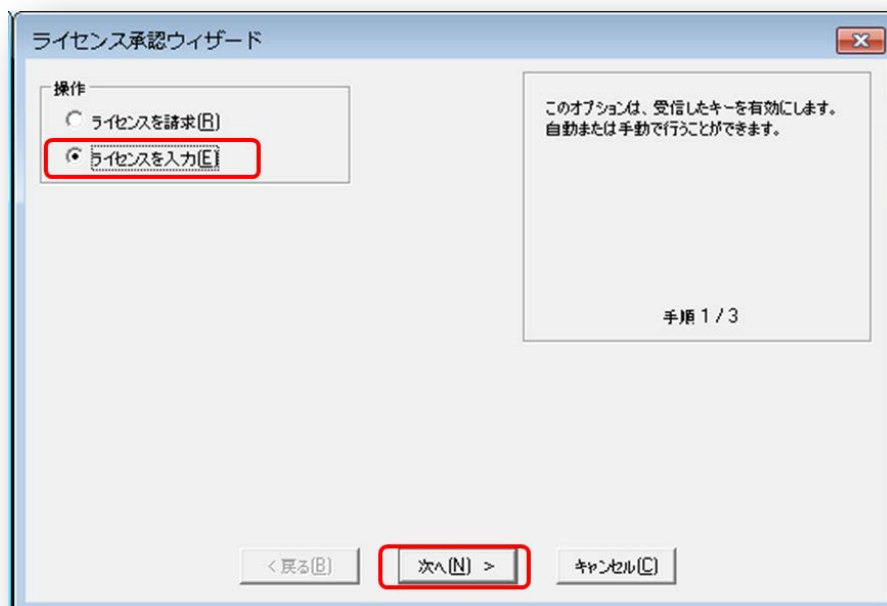 ライセンス承認ウィザード
操作
ライセンスを請求(R)
ライセンスを入力(E)
このオプションは、受信したキーを有効にします。
自動または手動で行うことができます。
手順 1 / 3
< 戻る(B)
次へ(N) >
キャンセル(C)